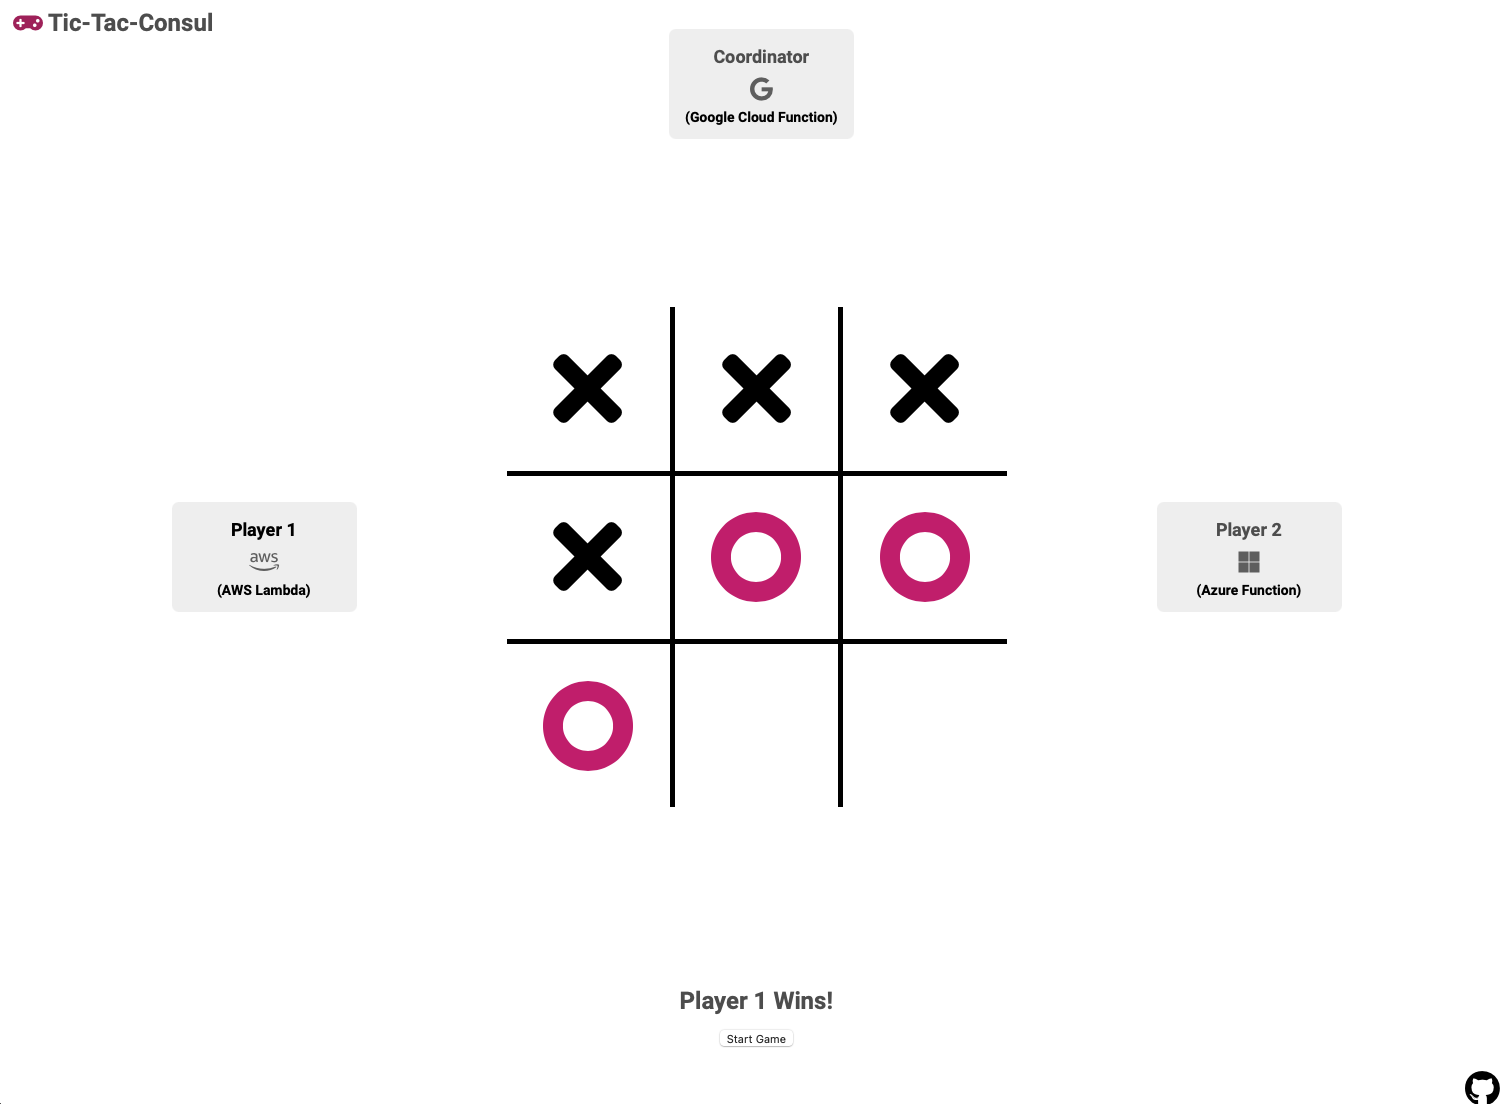 Tic-Tac-Consul
Coordinator
(Google Cloud Function)
Player 1
aws
(AWS Lambda)
Player 2
(Azure Function)
Player 1 Wins!
Start Game